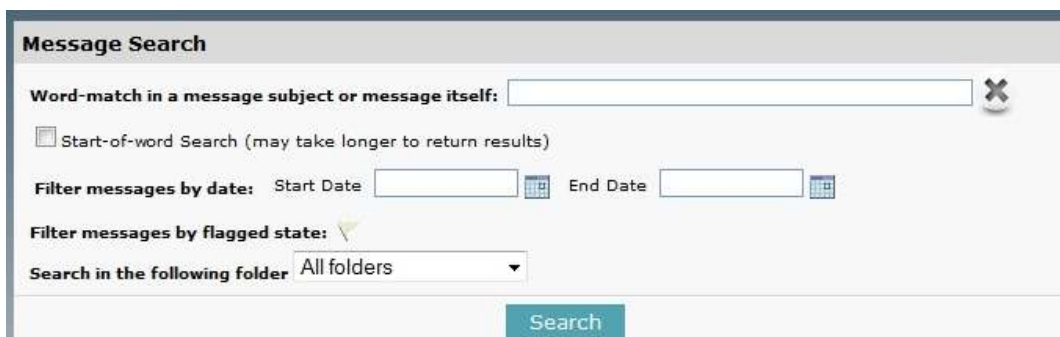 Message Search
Word-match in a message subject or message itself:
Start-of-word Search (may take longer to return results)
Filter messages by date: Start Date End Date
Filter messages by flagged state:
Search in the following folder All folders
Search